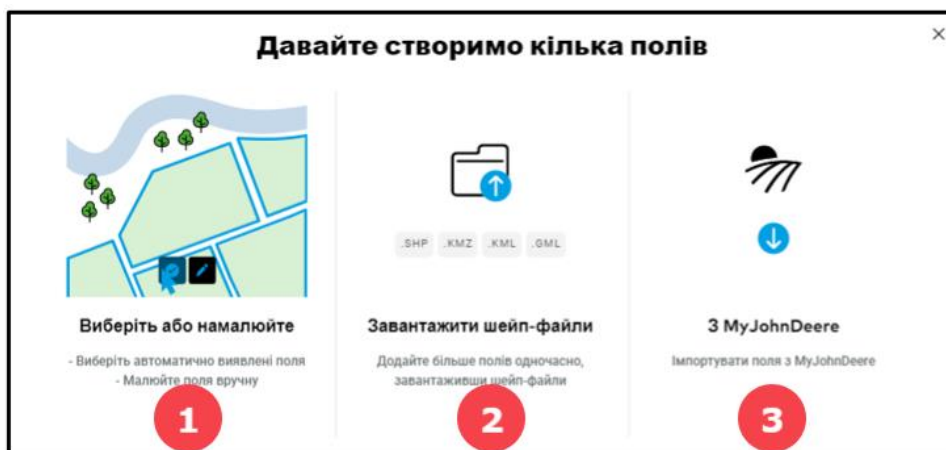 Давайте створимо кілька полів
×
.SHP .KMZ .KML .GML
Виберіть або намалюйте
- Виберіть автоматично виявлені поля
- Малюйте поля вручну
1
Завантажити шейп-файли
Додайте більше полів одночасно,
завантаживши шейп-файли
2
З MyJohnDeere
Імпортувати поля з MyJohnDeere
3